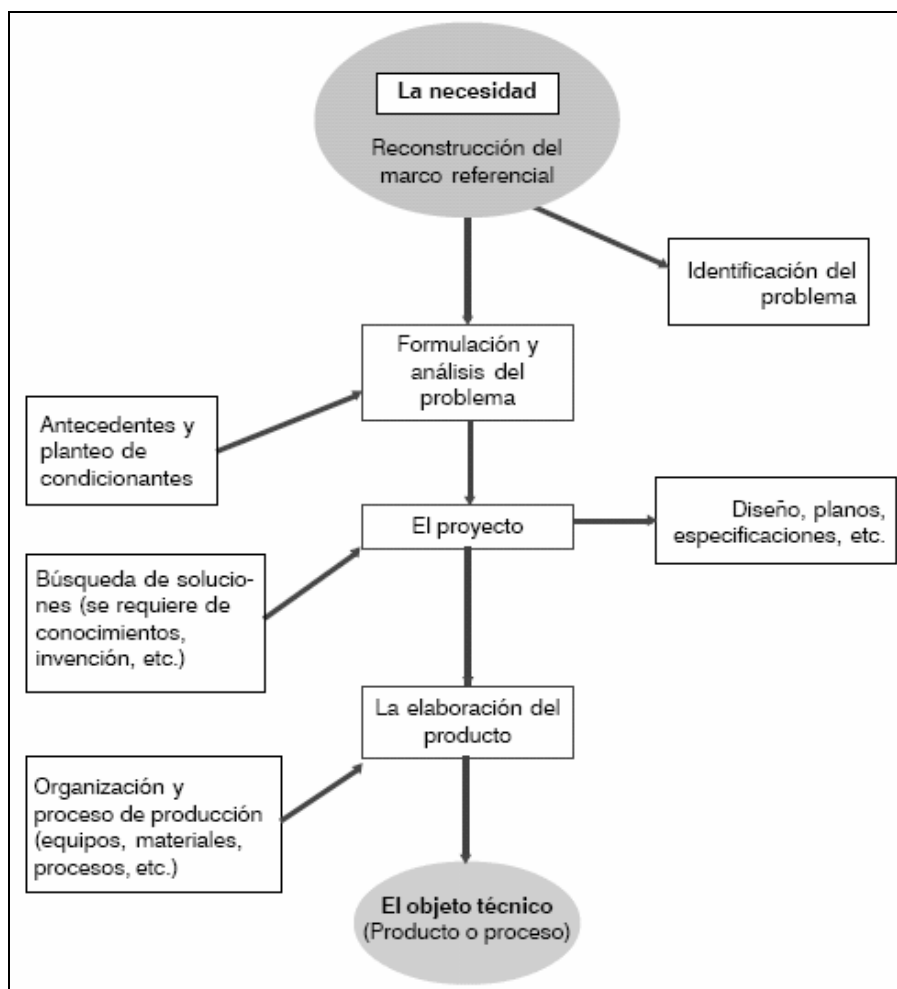 La necesidad
Reconstrucción del
marco referencial
Identificación del
problema
Formulación y
análisis del
problema
Antecedentes y
planteo de
condicionantes
El proyecto
Diseño, planos,
especificaciones, etc.
Búsqueda de solucio-
nes (se requiere de
conocimientos,
invención, etc.)
La elaboración del
producto
Organización y
proceso de producción
(equipos, materiales,
procesos, etc.)
El objeto técnico
(Producto o proceso)